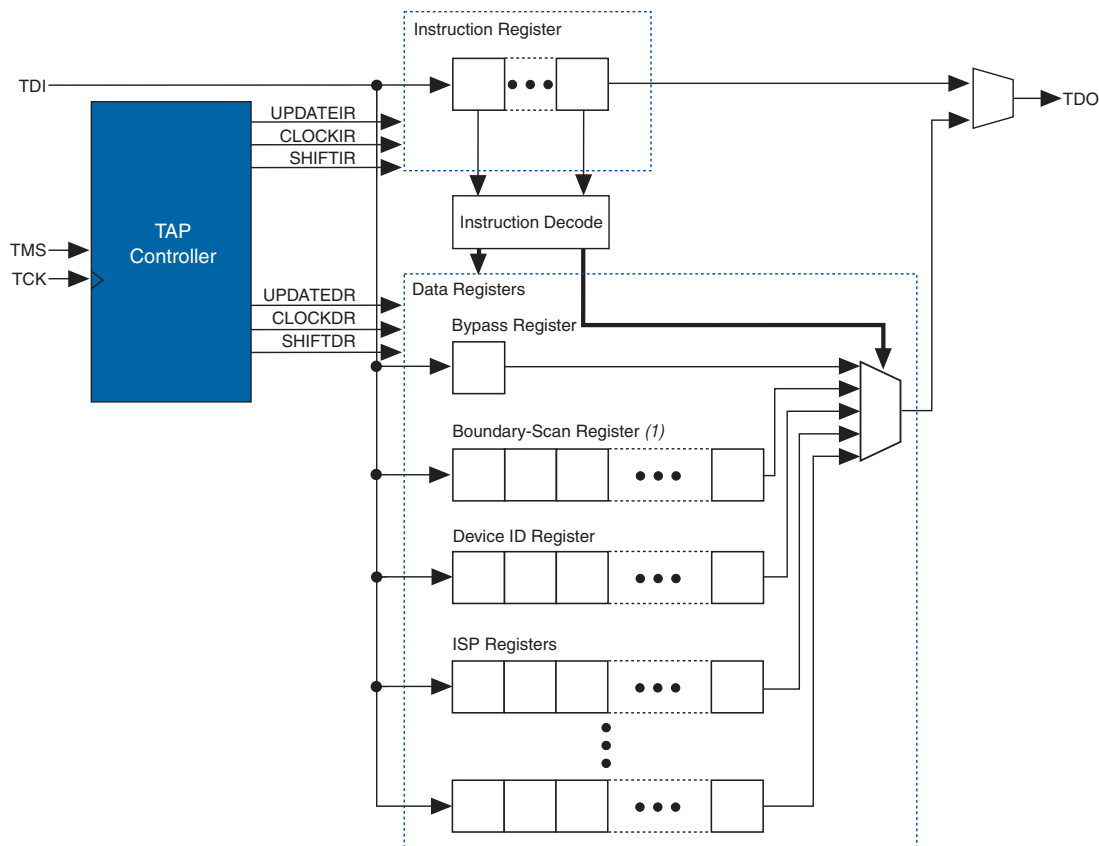 Instruction Register
TDI
TDO
UPDATEIR
CLOCKIR
SHIFTIR
TAP
Controller
Instruction Decode
TMS
TCK
UPDATEDR
CLOCKDR
SHIFTDR
Data Registers
Bypass Register
Boundary-Scan Register (1)
Device ID Register
ISP Registers